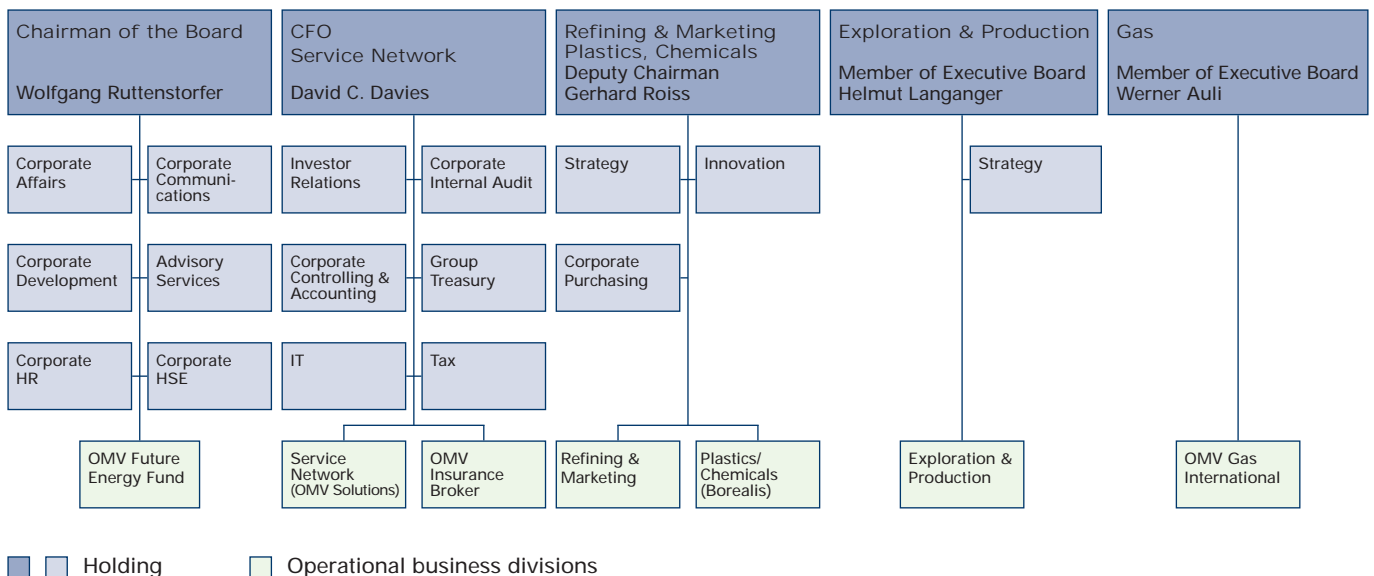 Chairman of the Board
Wolfgang Ruttenstorfer
CFO
Service Network
David C. Davies
Refining & Marketing
Plastics, Chemicals
Deputy Chairman
Gerhard Roiss
Exploration & Production
Member of Executive Board
Helmut Langanger
Gas
Member of Executive Board
Werner Auli
Corporate
Affairs
Corporate
Communi-
cations
Investor
Relations
Corporate
Internal Audit
Strategy
Innovation
Strategy
Corporate
Development
Advisory
Services
Corporate
Controlling &
Accounting
Group
Treasury
Corporate
Purchasing
Corporate
HR
Corporate
HSE
IT
Tax
OMV Future
Energy Fund
Service
Network
(OMV Solutions)
OMV
Insurance
Broker
Refining &
Marketing
Plastics/
Chemicals
(Borealis)
Exploration &
Production
OMV Gas
International
Holding
Operational business divisions